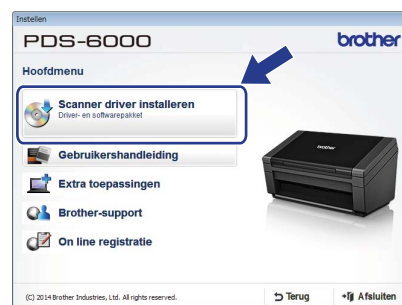 Instellen
PDS-6000
brother
Hoofdmenu
Scanner driver installeren
Driver- en softwarepakket
Gebruikershandleiding
Extra toepassingen
Brother-support
On line registratie
brother
(C) 2014 Brother Industries, Ltd. All rights reserved.
Terug
Afsluiten